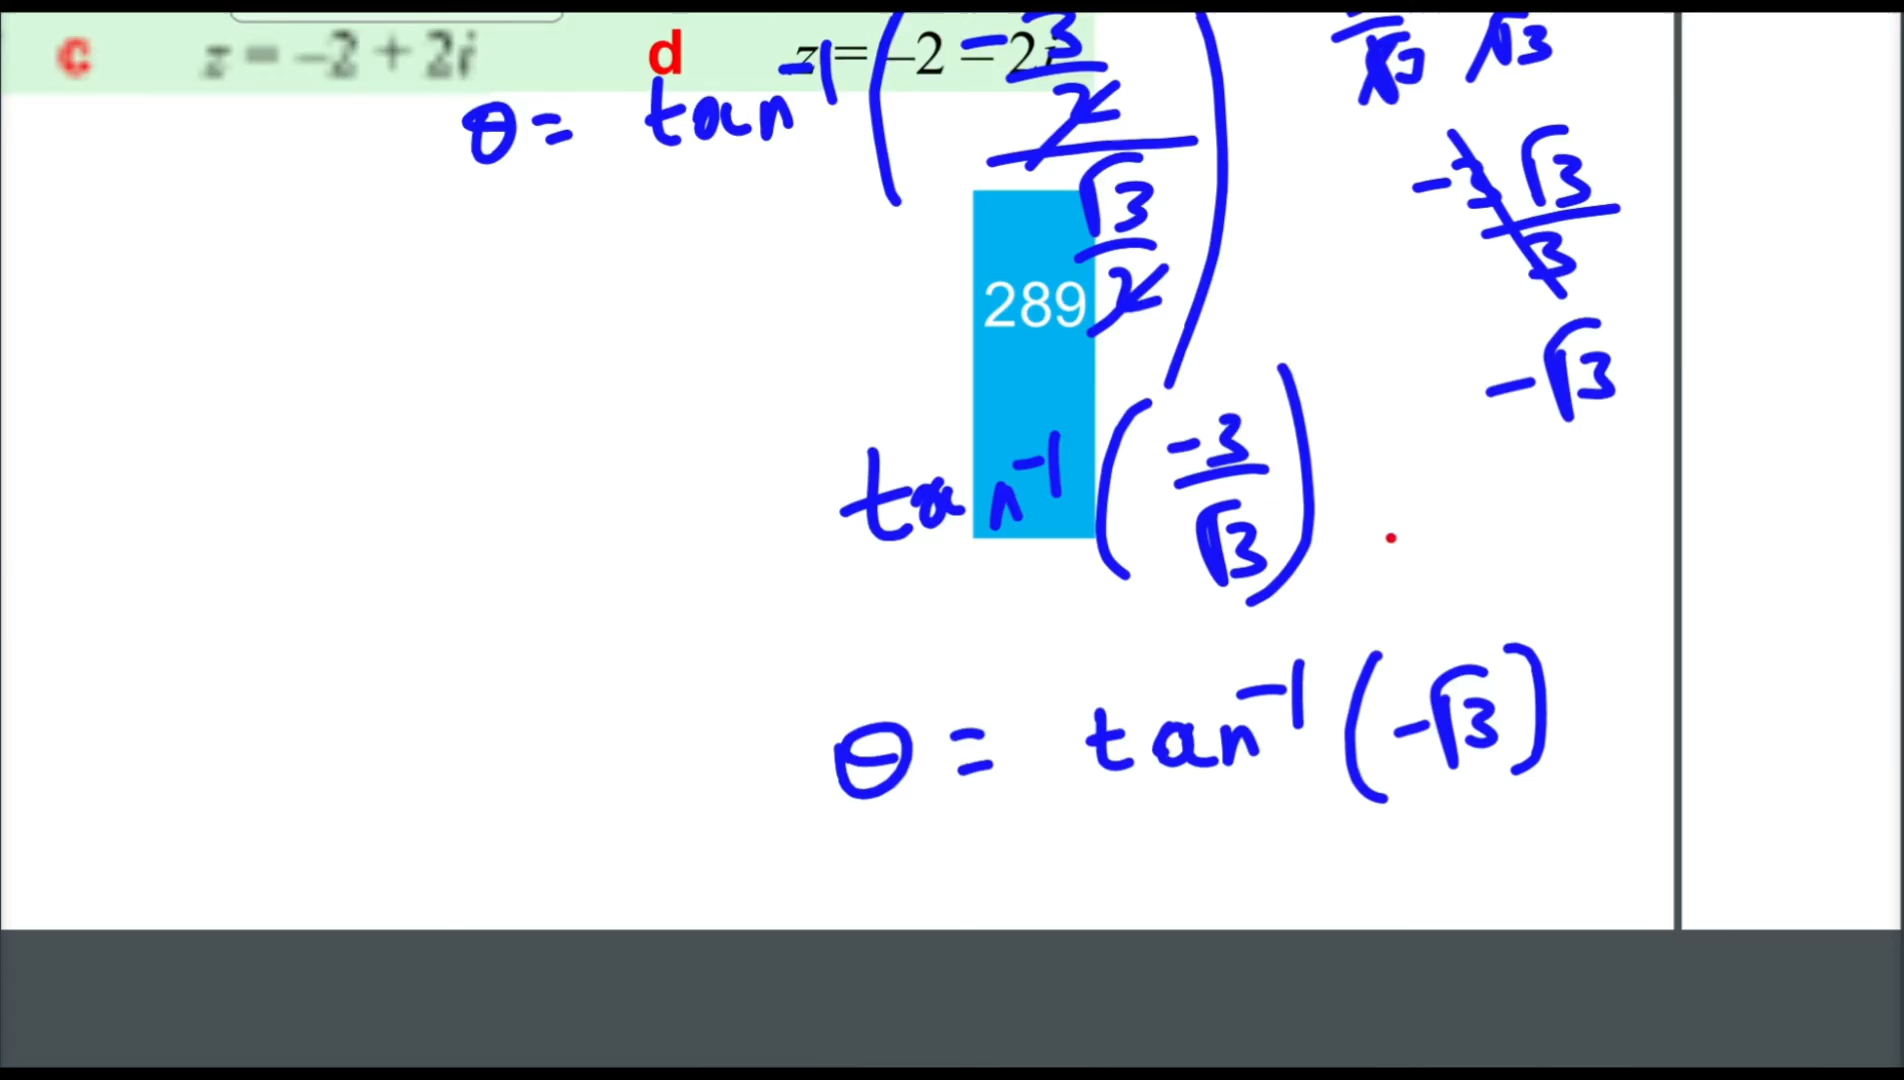 c z = –2 + 2i d z = –2 – 2i
θ = tan⁻¹ ( -3/2 / √3/2 )
-3 √3 / 3
-√3
289
tan⁻¹ ( -3/√3 )
θ = tan⁻¹ ( -√3 )